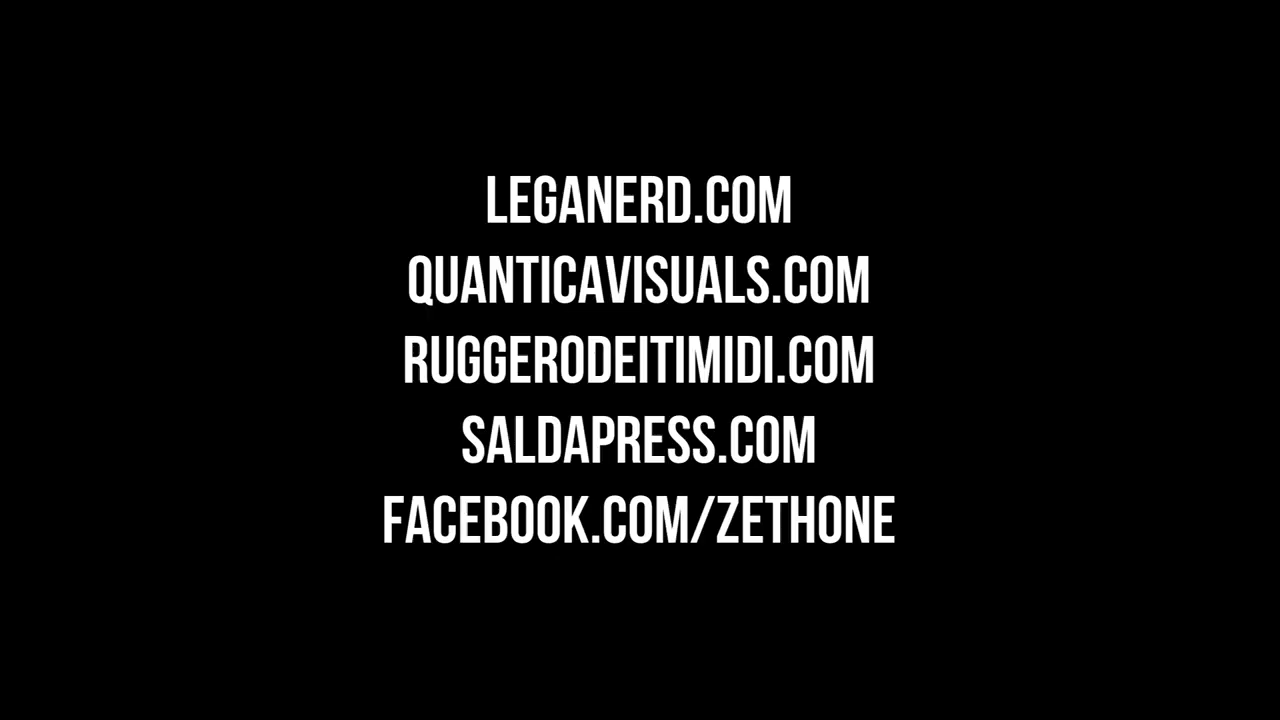 LEGANERD.COM
QUANTICAVISUALS.COM
RUGGERODEITIMIDI.COM
SALDAPRESS.COM
FACEBOOK.COM/ZETHONE